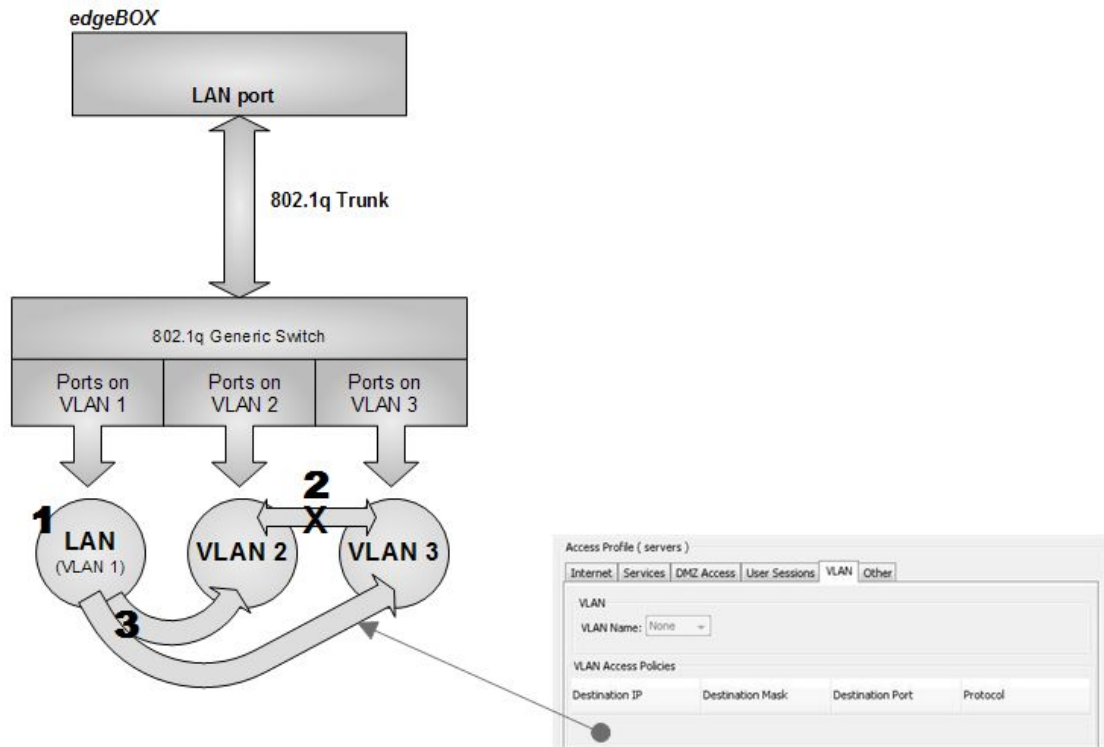 edgeBOX
LAN port
802.1q Trunk
802.1q Generic Switch
Ports on
VLAN 1
Ports on
VLAN 2
Ports on
VLAN 3
1
LAN
(VLAN 1)
VLAN 2
2
X
VLAN 3
3
Access Profile ( servers )
Internet Services DMZ Access User Sessions VLAN Other
VLAN
VLAN Name: None
VLAN Access Policies
Destination IP Destination Mask Destination Port Protocol